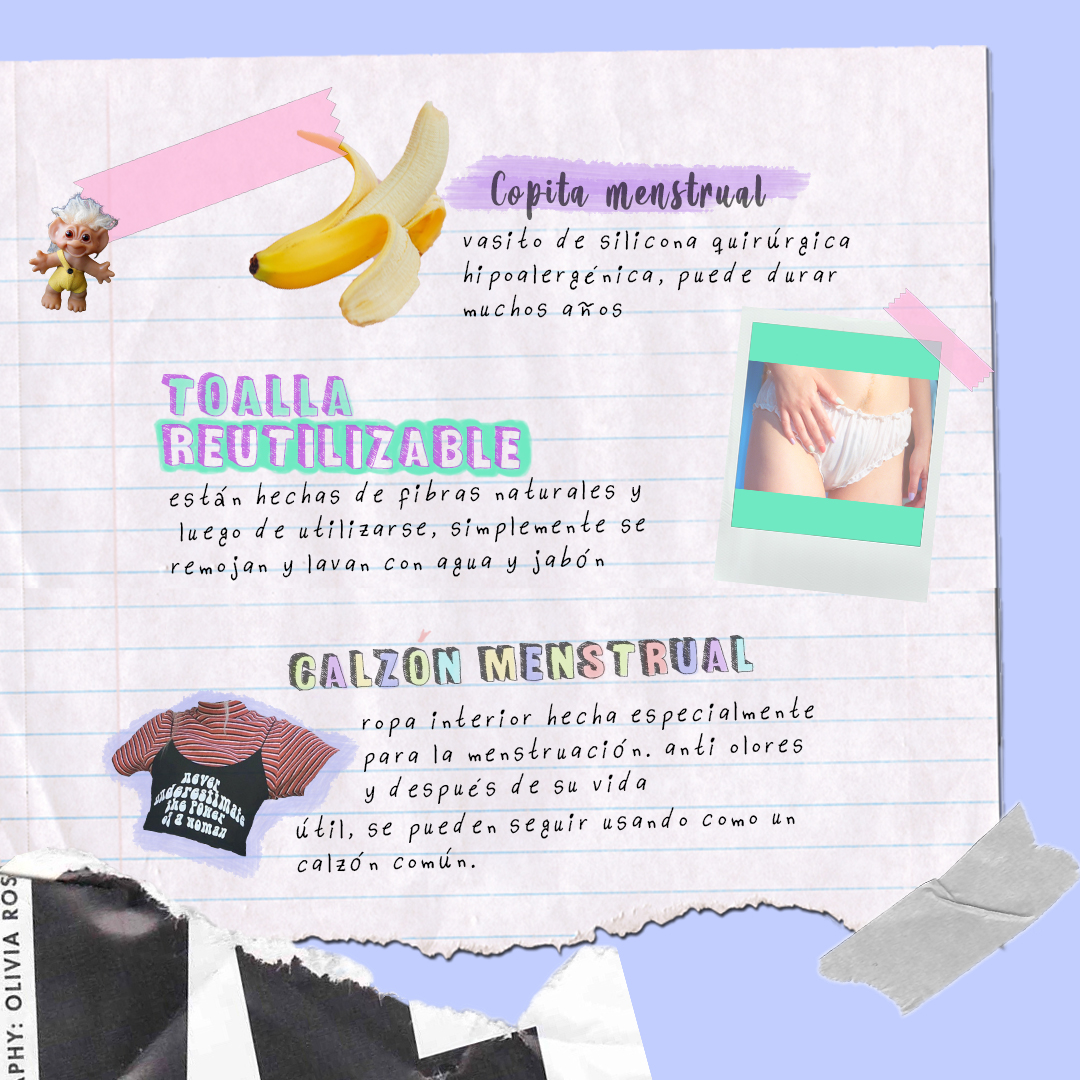 Copita menstrual
vasito de silicona quirúrgica
hipoalergénica, puede durar
muchos años
TOALLA
REUTILIZABLE
están hechas de fibras naturales y
luego de utilizarse, simplemente se
remojan y lavan con agua y jabón
CALZÓN MENSTRUAL
ropa interior hecha especialmente
para la menstruación. anti olores
y después de su vida
útil, se pueden seguir usando como un
calzón común.
never
underestimate
the power
of a woman
APHY: OLIVIA ROS